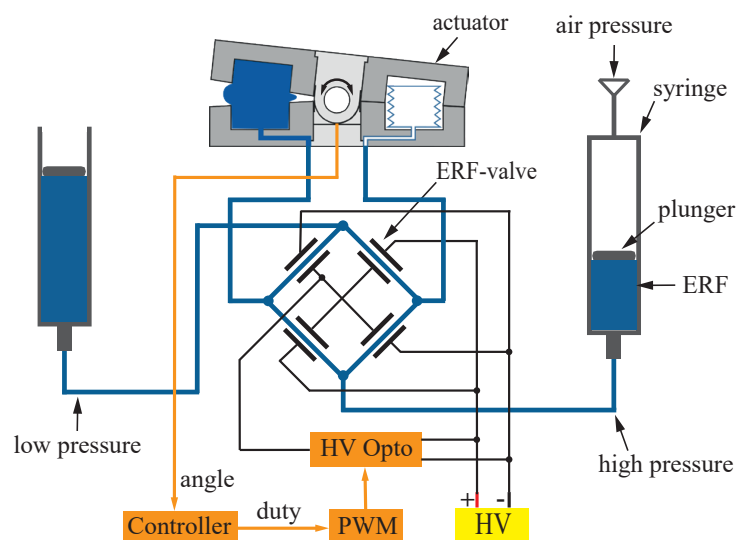 actuator
air pressure
syringe
ERF-valve
plunger
ERF
low pressure
high pressure
HV Opto
angle
+ -
Controller
duty
PWM
HV